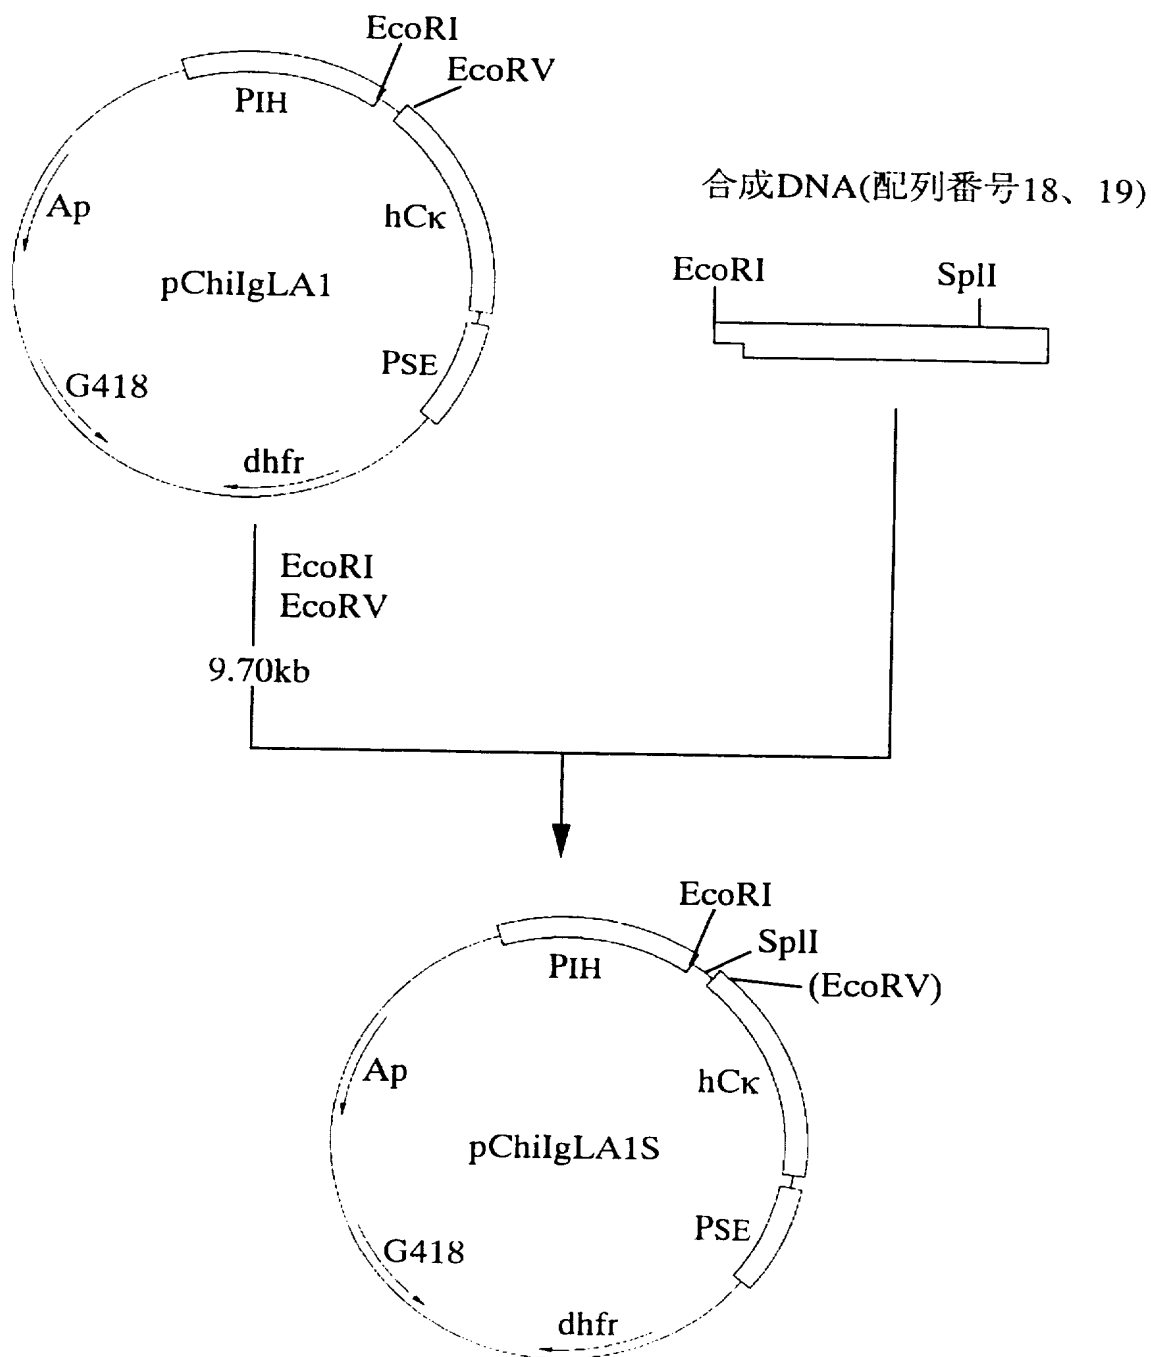 EcoRI
EcoRV
PIH
Ap
hCκ
pChiIgLA1
PSE
G418
dhfr
合成DNA(配列番号18、19)
EcoRI
SplI
EcoRI
EcoRV
9.70kb
EcoRI
SplI
(EcoRV)
PIH
Ap
hCκ
pChiIgLA1S
PSE
G418
dhfr